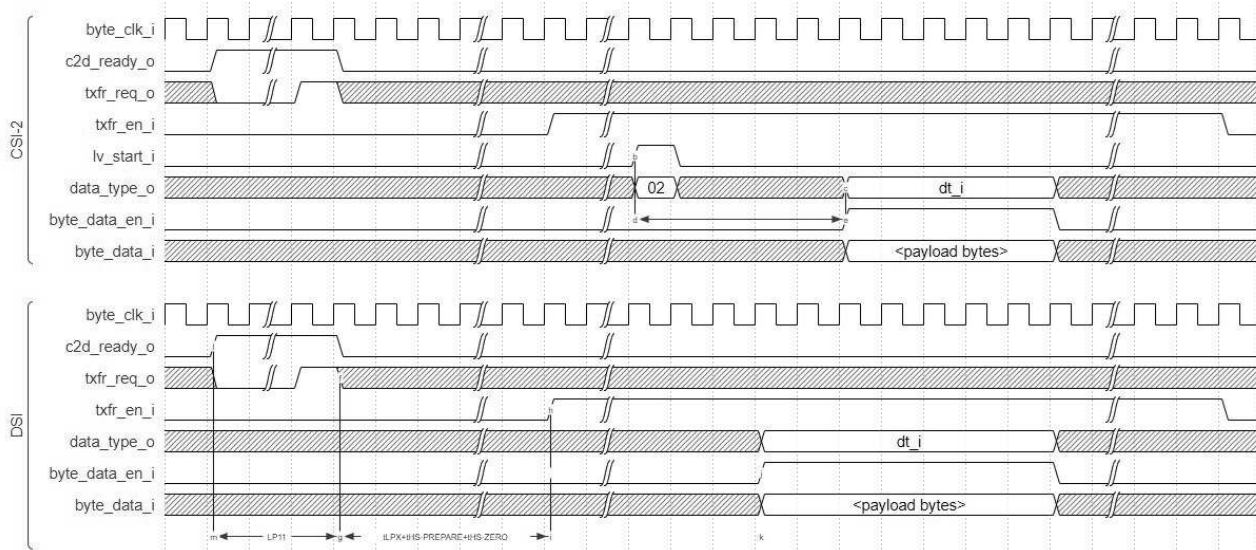 CSI-2
byte_clk_i
c2d_ready_o
txfr_req_o
txfr_en_i
lv_start_i
b
data_type_o
02
c
dt_i
byte_data_en_i
d
e
byte_data_i
<payload bytes>
DSI
byte_clk_i
c2d_ready_o
txfr_req_o
txfr_en_i
h
data_type_o
dt_i
byte_data_en_i
byte_data_i
<payload bytes>
m
LP11
g
tLPX+tHS-PREPARE+tHS-ZERO
i
k